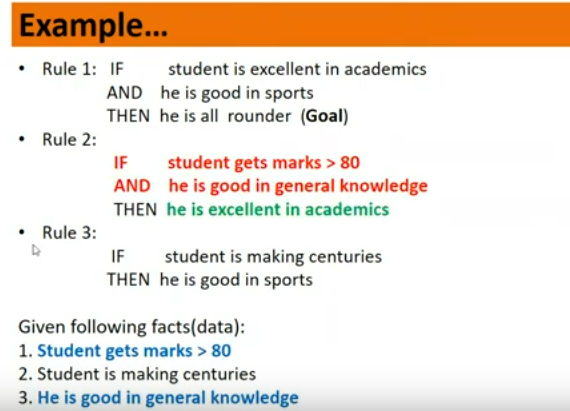 Example...
• Rule 1: IF student is excellent in academics
AND he is good in sports
THEN he is all rounder (Goal)
• Rule 2:
IF student gets marks > 80
AND he is good in general knowledge
THEN he is excellent in academics
• Rule 3:
IF student is making centuries
THEN he is good in sports
Given following facts(data):
1. Student gets marks > 80
2. Student is making centuries
3. He is good in general knowledge